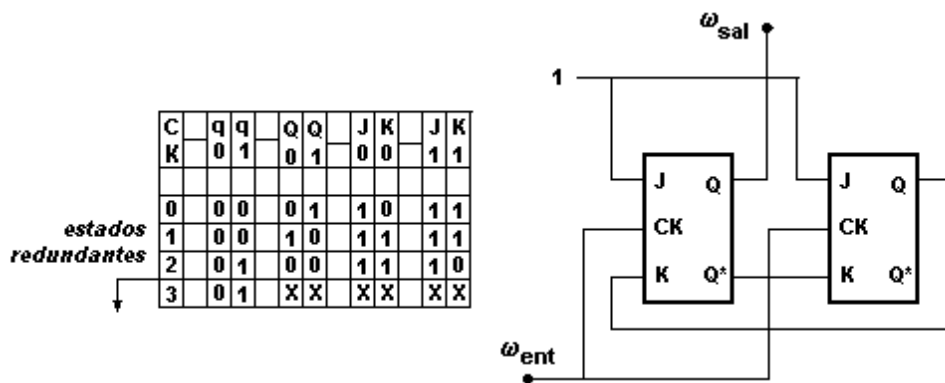 ω sal
1
C K q 0 q 1 Q 0 Q 1 J 0 K 0 J 1 K 1
0 0 0 0 1 1 0 1 1
1 0 0 1 0 1 1 1 1
2 0 1 0 0 1 1 1 0
3 0 1 X X X X X X
estados
redundantes
J Q
CK
K Q*
J Q
CK
K Q*
ω ent